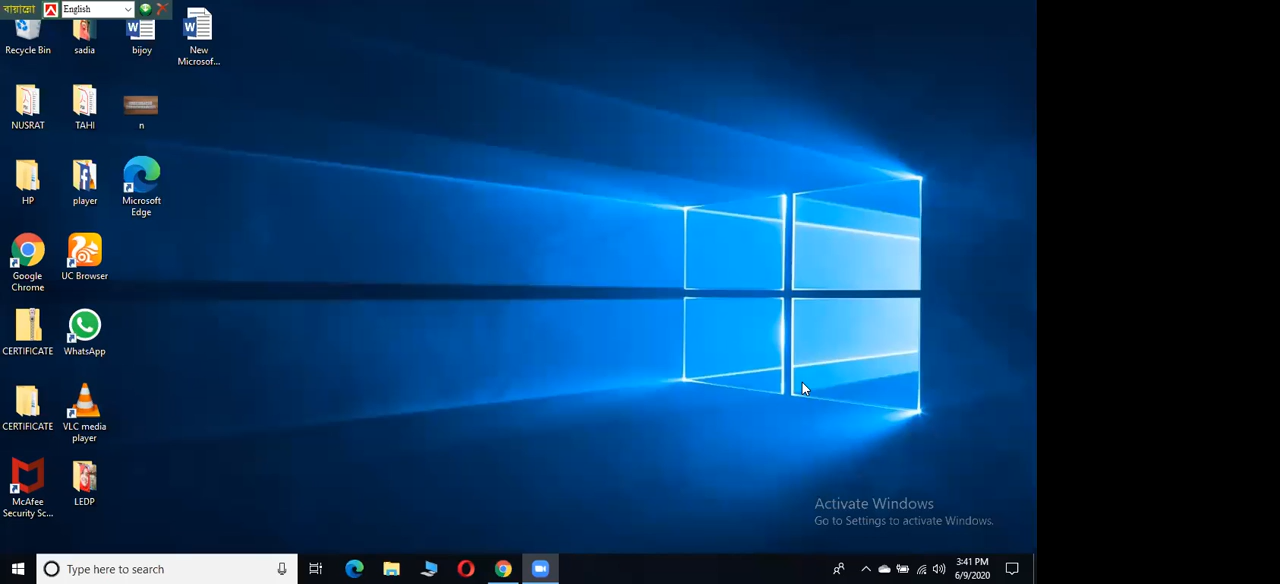 বায়ান্নো English
Recycle Bin
sadia
bijoy
New
Microsof...
NUSRAT
TAHI
n
HP
player
Microsoft
Edge
Google
Chrome
UC Browser
CERTIFICATE
WhatsApp
CERTIFICATE
VLC media
player
McAfee
Security Sc...
LEDP
Activate Windows
Go to Settings to activate Windows.
Type here to search
3:41 PM
6/9/2020